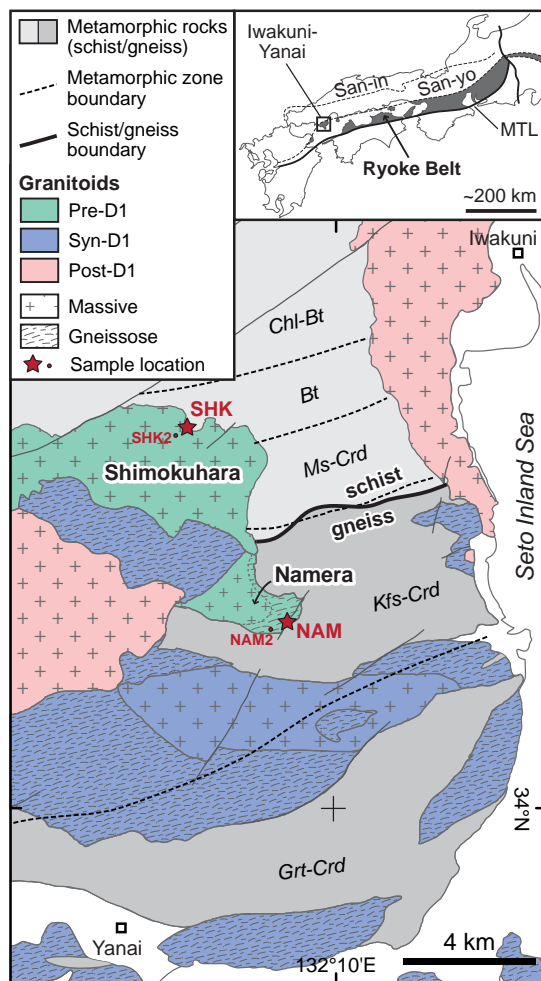 Metamorphic rocks
(schist/gneiss)
Metamorphic zone
boundary
Schist/gneiss
boundary
Granitoids
Pre-D1
Syn-D1
Post-D1
Massive
Gneissose
Sample location
Iwakuni-
Yanai
San-in
San-yo
MTL
Ryoke Belt
~200 km
Iwakuni
Chl-Bt
SHK
SHK2
Bt
Shimokuhara
Ms-Crd
schist
gneiss
Seto Inland Sea
Namera
Kfs-Crd
NAM2
NAM
34°N
Grt-Crd
Yanai
132°10'E
4 km